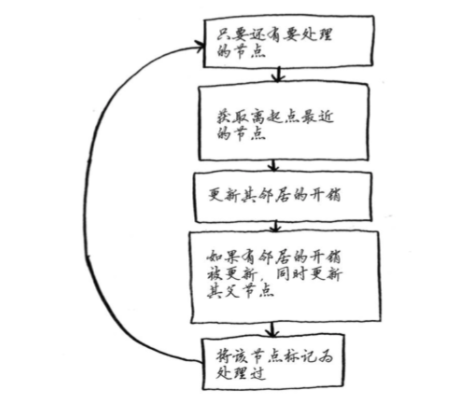 只要还有要处理
的节点
获取离起点最近
的节点
更新其邻居的开销
如果有邻居的开销
被更新，同时更新
其父节点
将该节点标记为
处理过